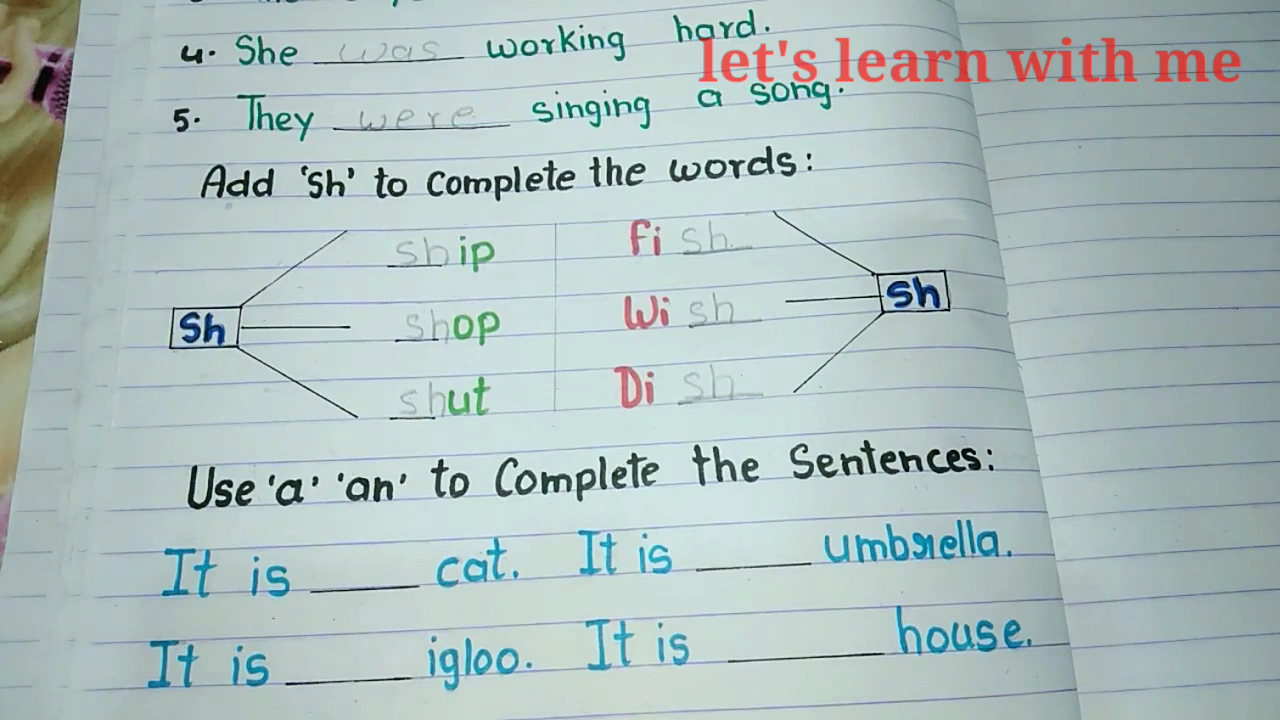 4. She was working hard.
let's learn with me
5. They were singing a song.
Add 'Sh' to Complete the words:
ship Fi sh
Sh shop Wi sh Sh
shut Di sh
Use 'a' 'an' to Complete the Sentences:
It is ____ cat. It is ____ umbrella.
It is ____ igloo. It is ____ house.